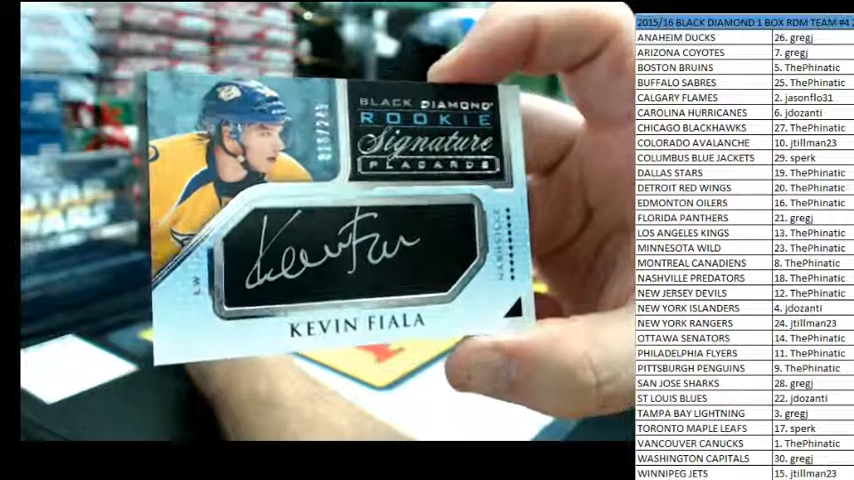 BLACK DIAMOND
ROOKIE
Signature
PLACARDS
LW
NASHVILLE
Kevin Fiala
KEVIN FIALA
2015/16 BLACK DIAMOND 1 BOX RDM TEAM #4
ANAHEIM DUCKS 26. gregj
ARIZONA COYOTES 7. gregj
BOSTON BRUINS 5. ThePhinatic
BUFFALO SABRES 25. ThePhinatic
CALGARY FLAMES 2. jasonflo31
CAROLINA HURRICANES 6. jdozanti
CHICAGO BLACKHAWKS 27. ThePhinatic
COLORADO AVALANCHE 10. jtillman23
COLUMBUS BLUE JACKETS 29. sperk
DALLAS STARS 19. ThePhinatic
DETROIT RED WINGS 20. ThePhinatic
EDMONTON OILERS 16. ThePhinatic
FLORIDA PANTHERS 21. gregj
LOS ANGELES KINGS 13. ThePhinatic
MINNESOTA WILD 23. ThePhinatic
MONTREAL CANADIENS 8. ThePhinatic
NASHVILLE PREDATORS 18. ThePhinatic
NEW JERSEY DEVILS 12. ThePhinatic
NEW YORK ISLANDERS 4. jdozanti
NEW YORK RANGERS 24. jtillman23
OTTAWA SENATORS 14. ThePhinatic
PHILADELPHIA FLYERS 11. ThePhinatic
PITTSBURGH PENGUINS 9. ThePhinatic
SAN JOSE SHARKS 28. gregj
ST LOUIS BLUES 22. jdozanti
TAMPA BAY LIGHTNING 3. gregj
TORONTO MAPLE LEAFS 17. sperk
VANCOUVER CANUCKS 1. ThePhinatic
WASHINGTON CAPITALS 30. gregj
WINNIPEG JETS 15. jtillman23